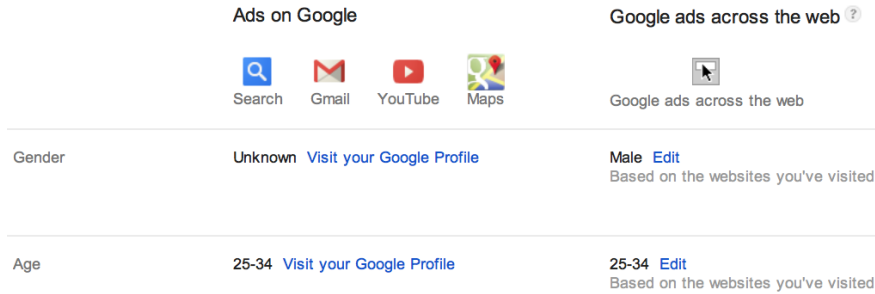 Ads on Google
Google ads across the web ?
Search Gmail YouTube Maps
Google ads across the web
Gender
Unknown Visit your Google Profile
Male Edit
Based on the websites you've visited
Age
25-34 Visit your Google Profile
25-34 Edit
Based on the websites you've visited